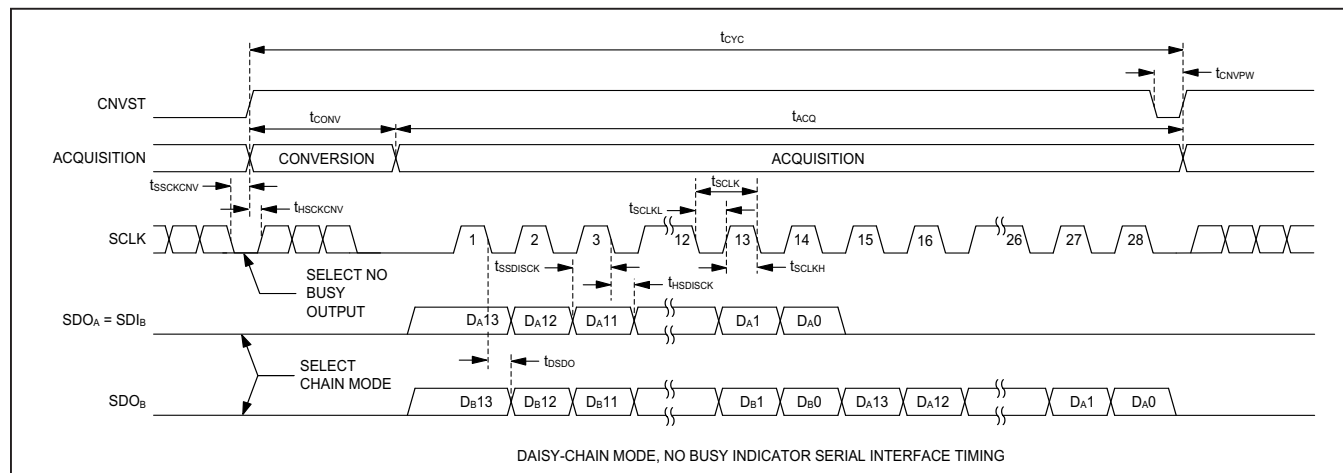 tCYC
tCNVPW
CNVST
tCONV
tACQ
ACQUISITION
CONVERSION
ACQUISITION
tSSCKCNV
tHSCKCNV
tSCLK
tSCLKL
SCLK
1 2 3 12 13 14 15 16 26 27 28
tSSDISCK
tSCLKH
tHSDISCK
SELECT NO
BUSY
OUTPUT
SDOA = SDIB
DA13 DA12 DA11 DA1 DA0
SELECT
CHAIN MODE
tDSDO
SDOB
DB13 DB12 DB11 DB1 DB0 DA13 DA12 DA1 DA0
DAISY-CHAIN MODE, NO BUSY INDICATOR SERIAL INTERFACE TIMING